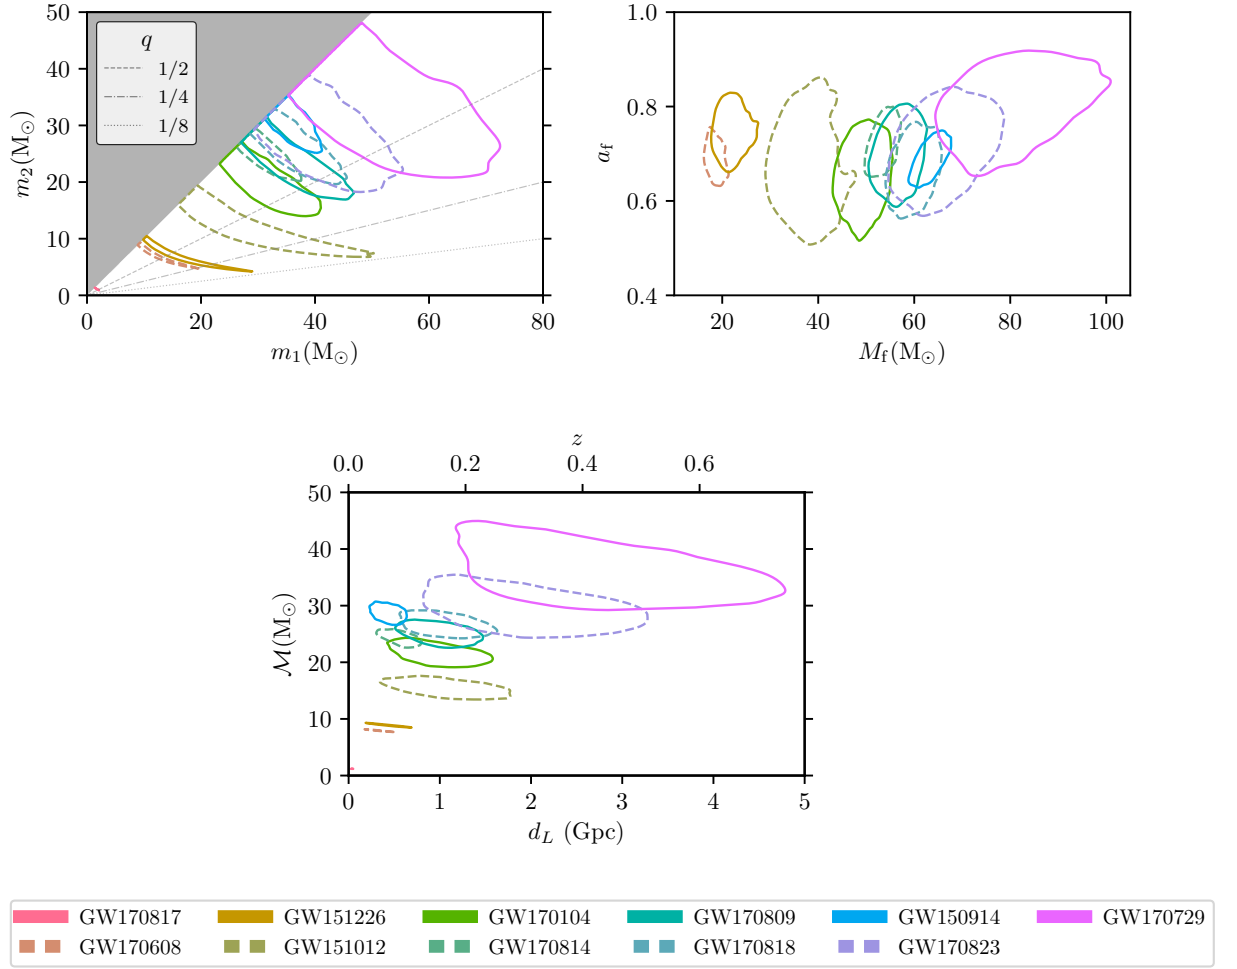 50
40
30
20
10
0
m₂(M⊙)
q
1/2
1/4
1/8
0 20 40 60 80
m₁(M⊙)
1.0
0.8
0.6
0.4
a_f
20 40 60 80 100
M_f(M⊙)
z
0.0 0.2 0.4 0.6
50
40
30
20
10
0
ℳ(M⊙)
0 1 2 3 4 5
d_L (Gpc)
GW170817 GW151226 GW170104 GW170809 GW150914 GW170729
GW170608 GW151012 GW170814 GW170818 GW170823